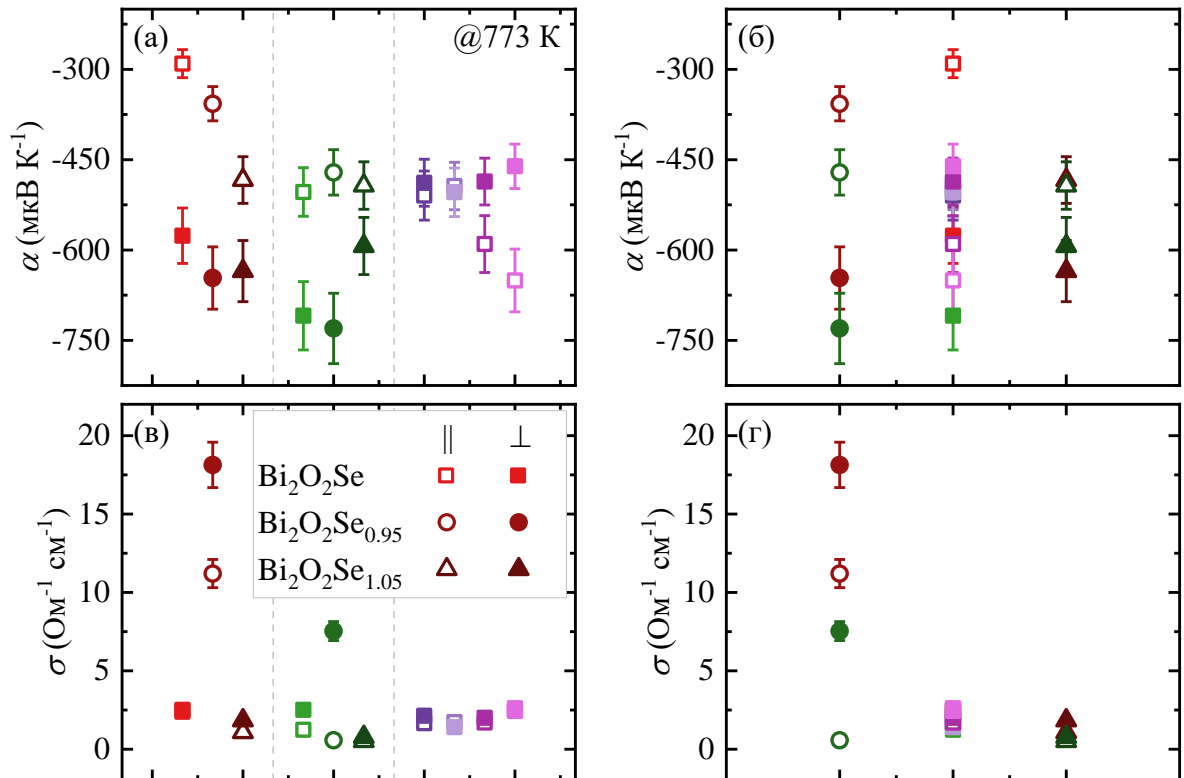 (а)
@773 К
-300
-450
-600
-750
α (мкВ К⁻¹)
(б)
-300
-450
-600
-750
α (мкВ К⁻¹)
(в)
20
15
10
5
0
σ (Ом⁻¹ см⁻¹)
|| ⊥
Bi₂O₂Se
Bi₂O₂Se₀.₉₅
Bi₂O₂Se₁.₀₅
(г)
20
15
10
5
0
σ (Ом⁻¹ см⁻¹)